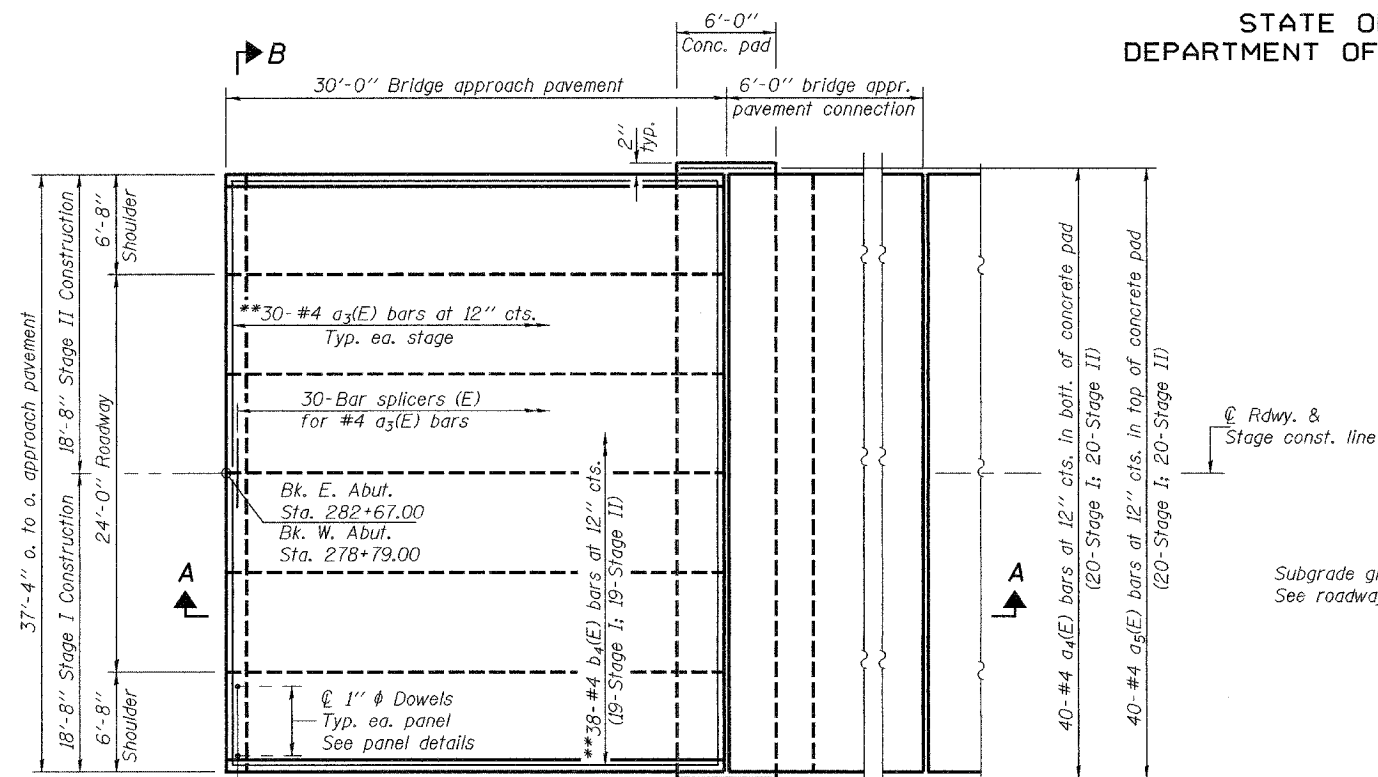 STATE O
DEPARTMENT OF
B
6'-0"
Conc. pad
30'-0" Bridge approach pavement
6'-0" bridge appr.
pavement connection
2"
typ.
37'-4" o. to o. approach pavement
18'-8" Stage II Construction
18'-8" Stage I Construction
6'-8"
Shoulder
24'-0" Roadway
6'-8"
Shoulder
**30-#4 a3(E) bars at 12" cts.
Typ. ea. stage
30-Bar splicers (E)
for #4 a3(E) bars
Bk. E. Abut.
Sta. 282+67.00
Bk. W. Abut.
Sta. 278+79.00
A
A
℄ 1" ϕ Dowels
Typ. ea. panel
See panel details
**38-#4 b4(E) bars at 12" cts.
(19-Stage I; 19-Stage II)
40-#4 a4(E) bars at 12" cts. in bott. of concrete pad
(20-Stage I; 20-Stage II)
40-#4 a5(E) bars at 12" cts. in top of concrete pad
(20-Stage I; 20-Stage II)
℄ Rdwy. &
Stage const. line
Subgrade g
See roadwa